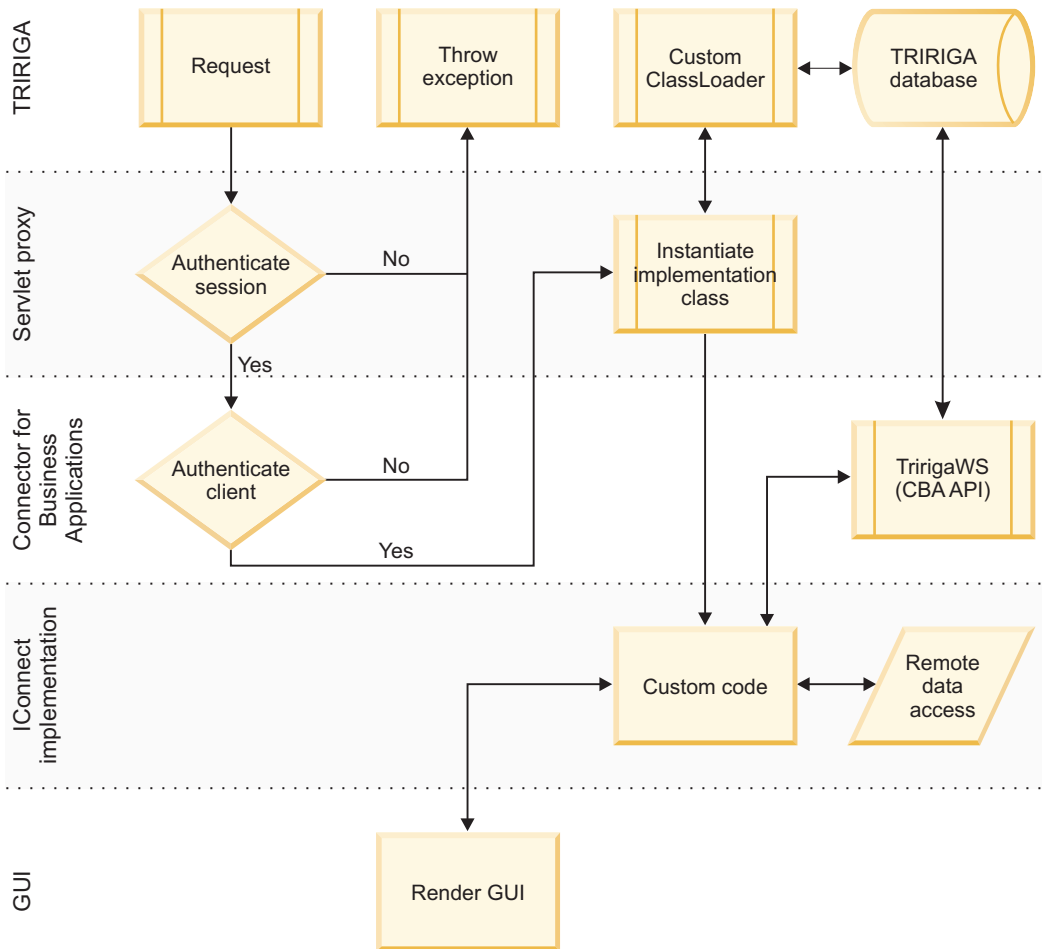 TRIRIGA
Request
Throw
exception
Custom
ClassLoader
TRIRIGA
database
Servlet proxy
Authenticate
session
No
Yes
Instantiate
implementation
class
Connector for
Business
Applications
Authenticate
client
No
Yes
TririgaWS
(CBA API)
IConnect
implementation
Custom code
Remote
data
access
GUI
Render GUI